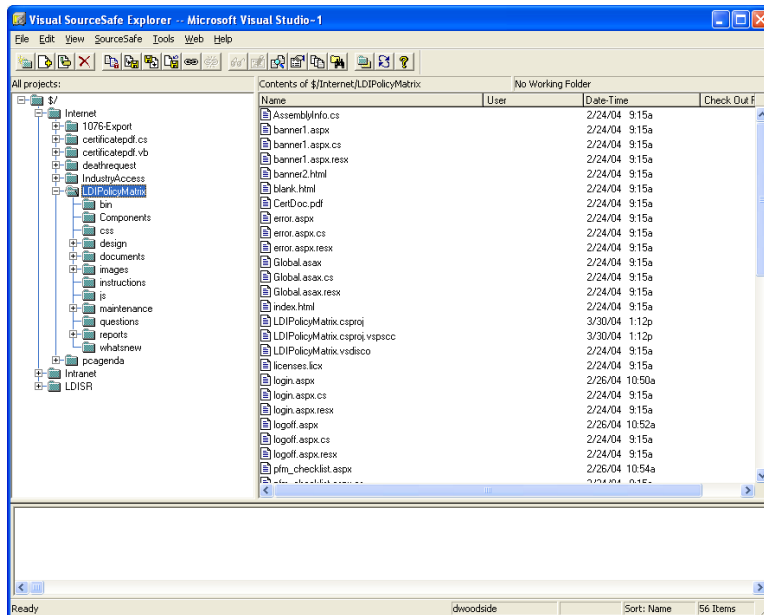 Visual SourceSafe Explorer -- Microsoft Visual Studio-1
File Edit View SourceSafe Tools Web Help
All projects:
Contents of $/Internet/LDIPolicyMatrix No Working Folder
$/
Internet
1076-Export
certificatepdf.cs
certificatepdf.vb
deathrequest
IndustryAccess
LDIPolicyMatrix
bin
Components
css
design
documents
images
instructions
js
maintenance
questions
reports
whatsnew
pcagenda
Intranet
LDISR
Name User Date-Time Check Out F
AssemblyInfo.cs 2/24/04 9:15a
banner1.aspx 2/24/04 9:15a
banner1.aspx.cs 2/24/04 9:15a
banner1.aspx.resx 2/24/04 9:15a
banner2.html 2/24/04 9:15a
blank.html 2/24/04 9:15a
CertDoc.pdf 2/24/04 9:15a
error.aspx 2/24/04 9:15a
error.aspx.cs 2/24/04 9:15a
error.aspx.resx 2/24/04 9:15a
Global.asax 2/24/04 9:15a
Global.asax.cs 2/24/04 9:15a
Global.asax.resx 2/24/04 9:15a
index.html 2/24/04 9:15a
LDIPolicyMatrix.csproj 3/30/04 1:12p
LDIPolicyMatrix.csproj.vspscc 3/30/04 1:12p
LDIPolicyMatrix.vsdisco 2/24/04 9:15a
licenses.licx 2/24/04 9:15a
login.aspx 2/26/04 10:50a
login.aspx.cs 2/24/04 9:15a
login.aspx.resx 2/24/04 9:15a
logoff.aspx 2/26/04 10:52a
logoff.aspx.cs 2/24/04 9:15a
logoff.aspx.resx 2/24/04 9:15a
pfm_checklist.aspx 2/26/04 10:54a
Ready dwoodside Sort: Name 56 Items